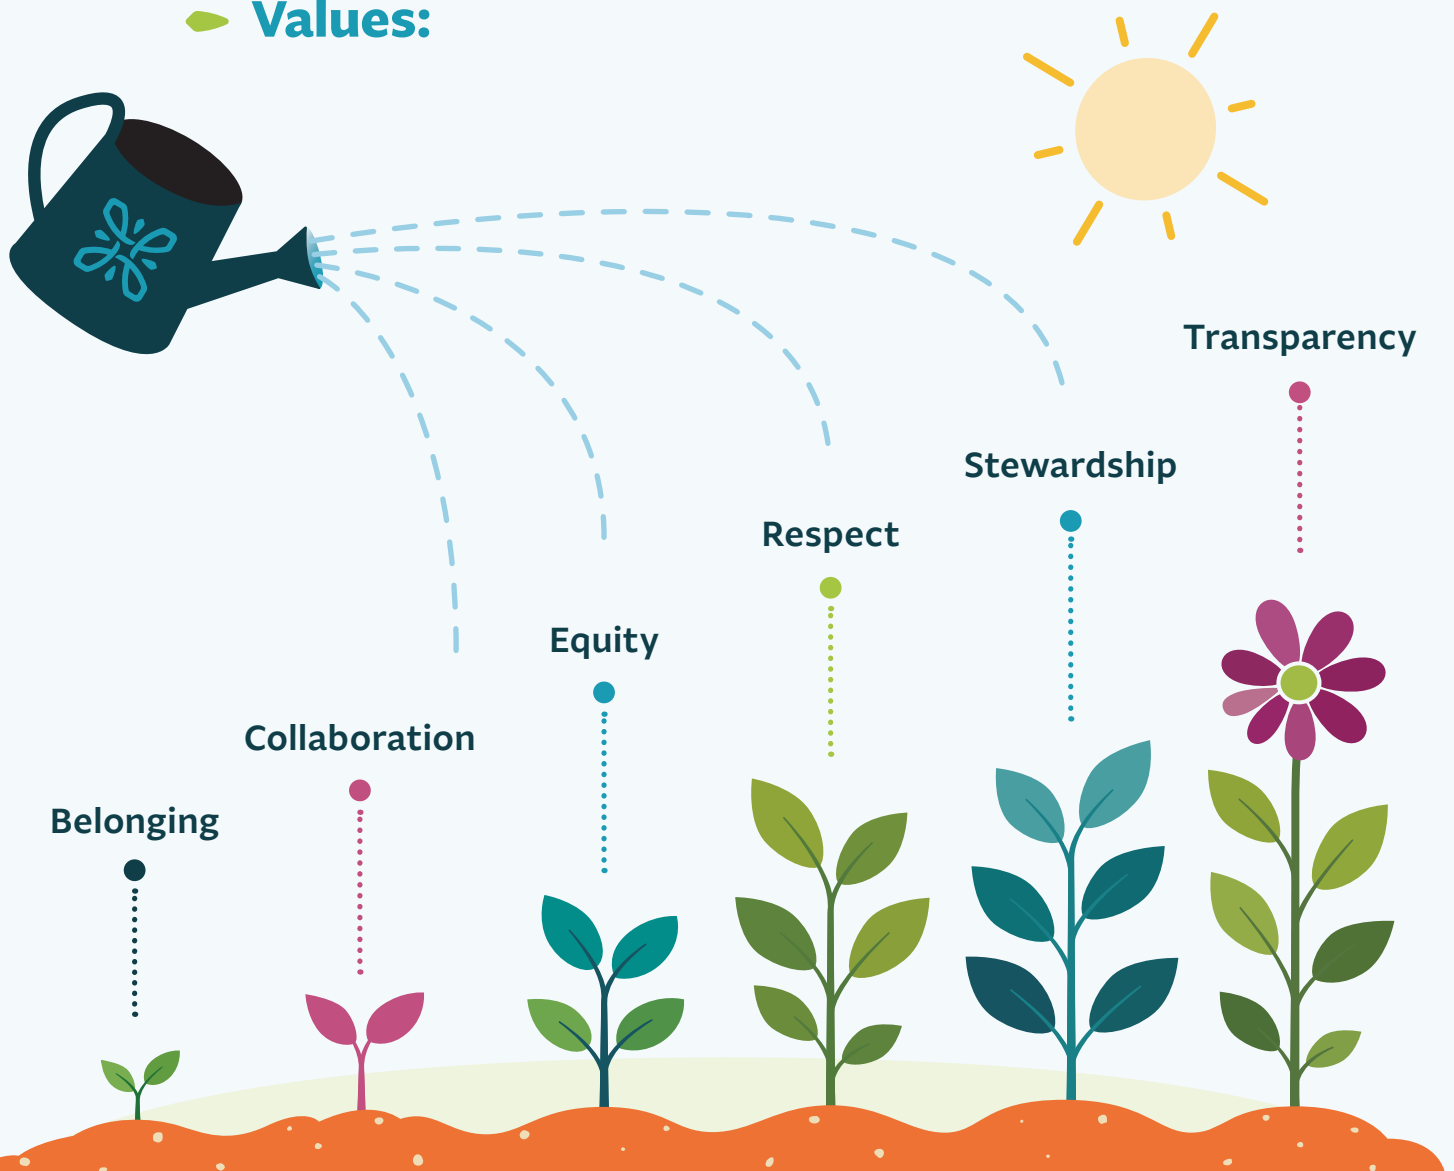 Values:
Transparency
Stewardship
Respect
Equity
Collaboration
Belonging